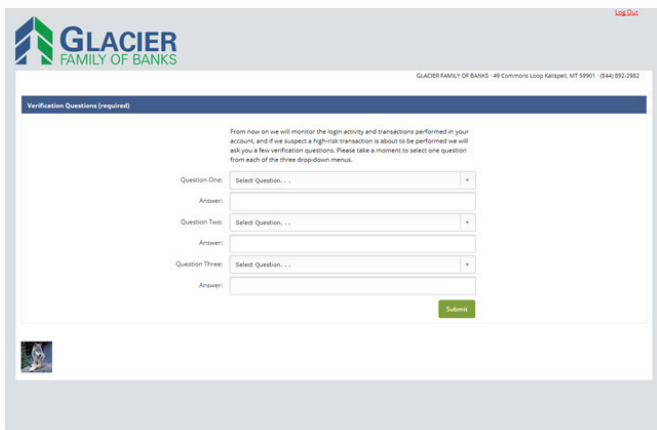 Log Out
GLACIER
FAMILY OF BANKS
GLACIER FAMILY OF BANKS - 49 Commons Loop Kalispell, MT 59901 - (844) 892-2982
Verification Questions (required)
From now on we will monitor the login activity and transactions performed in your
account, and if we suspect a high-risk transaction is about to be performed we will
ask you a few verification questions. Please take a moment to select one question
from each of the three drop-down menus.
Question One: Select Question. . .
Answer:
Question Two: Select Question. . .
Answer:
Question Three: Select Question. . .
Answer:
Submit